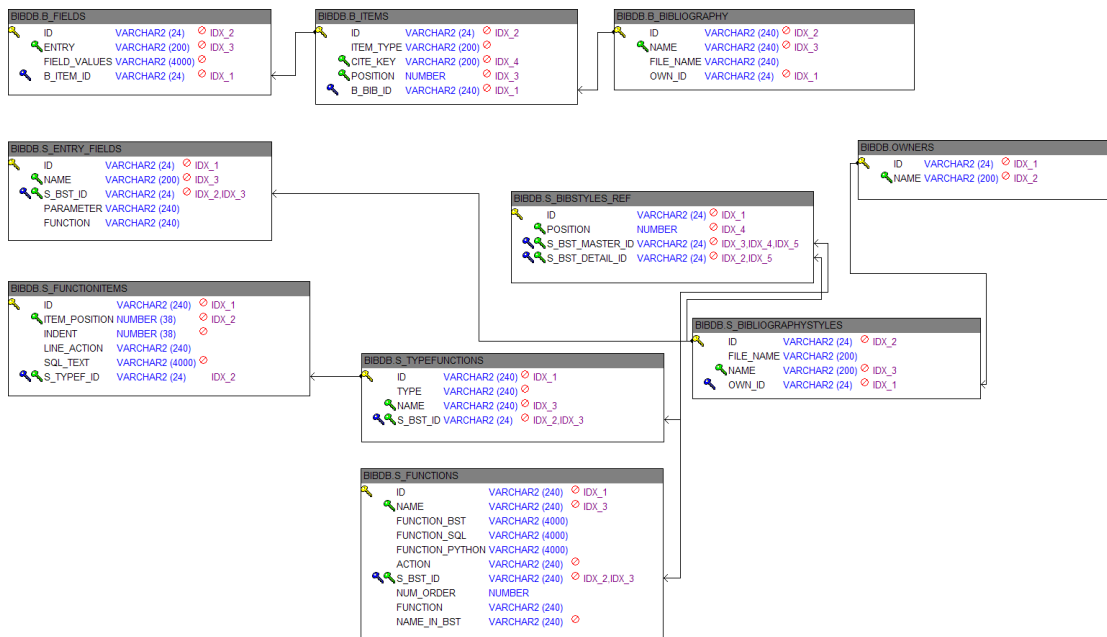 BIBDB.B_FIELDS
ID VARCHAR2 (24) IDX_2
ENTRY VARCHAR2 (200) IDX_3
FIELD_VALUES VARCHAR2 (4000)
B_ITEM_ID VARCHAR2 (24) IDX_1
BIBDB.B_ITEMS
ID VARCHAR2 (24) IDX_2
ITEM_TYPE VARCHAR2 (200)
CITE_KEY VARCHAR2 (200) IDX_4
POSITION NUMBER IDX_3
B_BIB_ID VARCHAR2 (240) IDX_1
BIBDB.B_BIBLIOGRAPHY
ID VARCHAR2 (240) IDX_2
NAME VARCHAR2 (240) IDX_3
FILE_NAME VARCHAR2 (240)
OWN_ID VARCHAR2 (24) IDX_1
BIBDB.S_ENTRY_FIELDS
ID VARCHAR2 (24) IDX_1
NAME VARCHAR2 (200) IDX_3
S_BST_ID VARCHAR2 (24) IDX_2,IDX_3
PARAMETER VARCHAR2 (240)
FUNCTION VARCHAR2 (240)
BIBDB.OWNERS
ID VARCHAR2 (24) IDX_1
NAME VARCHAR2 (200) IDX_2
BIBDB.S_BIBSTYLES_REF
ID VARCHAR2 (24) IDX_1
POSITION NUMBER IDX_4
S_BST_MASTER_ID VARCHAR2 (24) IDX_3,IDX_4,IDX_5
S_BST_DETAIL_ID VARCHAR2 (24) IDX_2,IDX_5
BIBDB.S_FUNCTIONITEMS
ID VARCHAR2 (240) IDX_1
ITEM_POSITION NUMBER (38) IDX_2
INDENT NUMBER (38)
LINE_ACTION VARCHAR2 (240)
SQL_TEXT VARCHAR2 (4000)
S_TYPEF_ID VARCHAR2 (24) IDX_2
BIBDB.S_BIBLIOGRAPHYSTYLES
ID VARCHAR2 (24) IDX_2
FILE_NAME VARCHAR2 (200)
NAME VARCHAR2 (200) IDX_3
OWN_ID VARCHAR2 (24) IDX_1
BIBDB.S_TYPEFUNCTIONS
ID VARCHAR2 (240) IDX_1
TYPE VARCHAR2 (240)
NAME VARCHAR2 (240) IDX_3
S_BST_ID VARCHAR2 (24) IDX_2,IDX_3
BIBDB.S_FUNCTIONS
ID VARCHAR2 (240) IDX_1
NAME VARCHAR2 (240) IDX_3
FUNCTION_BST VARCHAR2 (4000)
FUNCTION_SQL VARCHAR2 (4000)
FUNCTION_PYTHON VARCHAR2 (4000)
ACTION VARCHAR2 (240)
S_BST_ID VARCHAR2 (240) IDX_2,IDX_3
NUM_ORDER NUMBER
FUNCTION VARCHAR2 (240)
NAME_IN_BST VARCHAR2 (240)